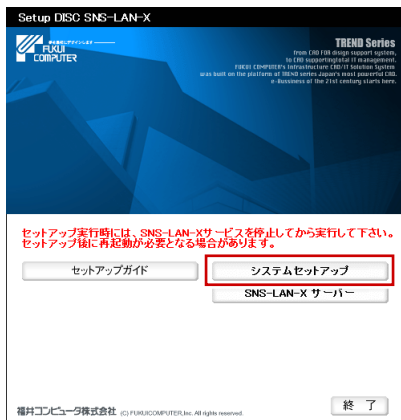 Setup DISC SNS-LAN-X
FUKUI
COMPUTER
TREND Series
from CAD FOR disign support system,
to CAD supportingtotal IT management.
FUKUI COMPUTER's Infrastructure CAD/IT Solution System
was built on the platform of TREND series Japan's most powerful CAD.
e-Bussiness of the 21st century starts here.
セットアップ実行時には、SNS-LAN-Xサービスを停止してから実行して下さい。
セットアップ後に再起動が必要となる場合があります。
セットアップガイド
システムセットアップ
SNS-LAN-X サーバー
福井コンピュータ株式会社 (C) FUKUICOMPUTER,Inc. All rights reserved.
終 了